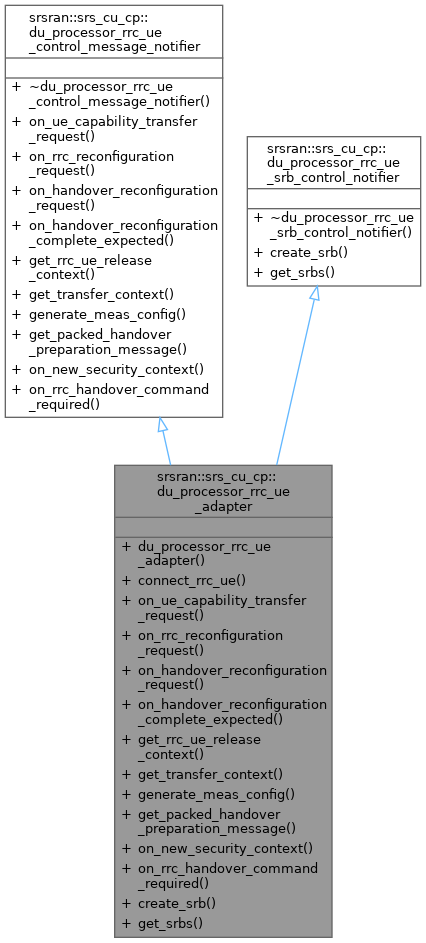 srsran::srs_cu_cp::
du_processor_rrc_ue
_control_message_notifier
+ ~du_processor_rrc_ue
_control_message_notifier()
+ on_ue_capability_transfer
_request()
+ on_rrc_reconfiguration
_request()
+ on_handover_reconfiguration
_request()
+ on_handover_reconfiguration
_complete_expected()
+ get_rrc_ue_release
_context()
+ get_transfer_context()
+ generate_meas_config()
+ get_packed_handover
_preparation_message()
+ on_new_security_context()
+ on_rrc_handover_command
_required()
srsran::srs_cu_cp::
du_processor_rrc_ue
_srb_control_notifier
+ ~du_processor_rrc_ue
_srb_control_notifier()
+ create_srb()
+ get_srbs()
srsran::srs_cu_cp::
du_processor_rrc_ue
_adapter
+ du_processor_rrc_ue
_adapter()
+ connect_rrc_ue()
+ on_ue_capability_transfer
_request()
+ on_rrc_reconfiguration
_request()
+ on_handover_reconfiguration
_request()
+ on_handover_reconfiguration
_complete_expected()
+ get_rrc_ue_release
_context()
+ get_transfer_context()
+ generate_meas_config()
+ get_packed_handover
_preparation_message()
+ on_new_security_context()
+ on_rrc_handover_command
_required()
+ create_srb()
+ get_srbs()